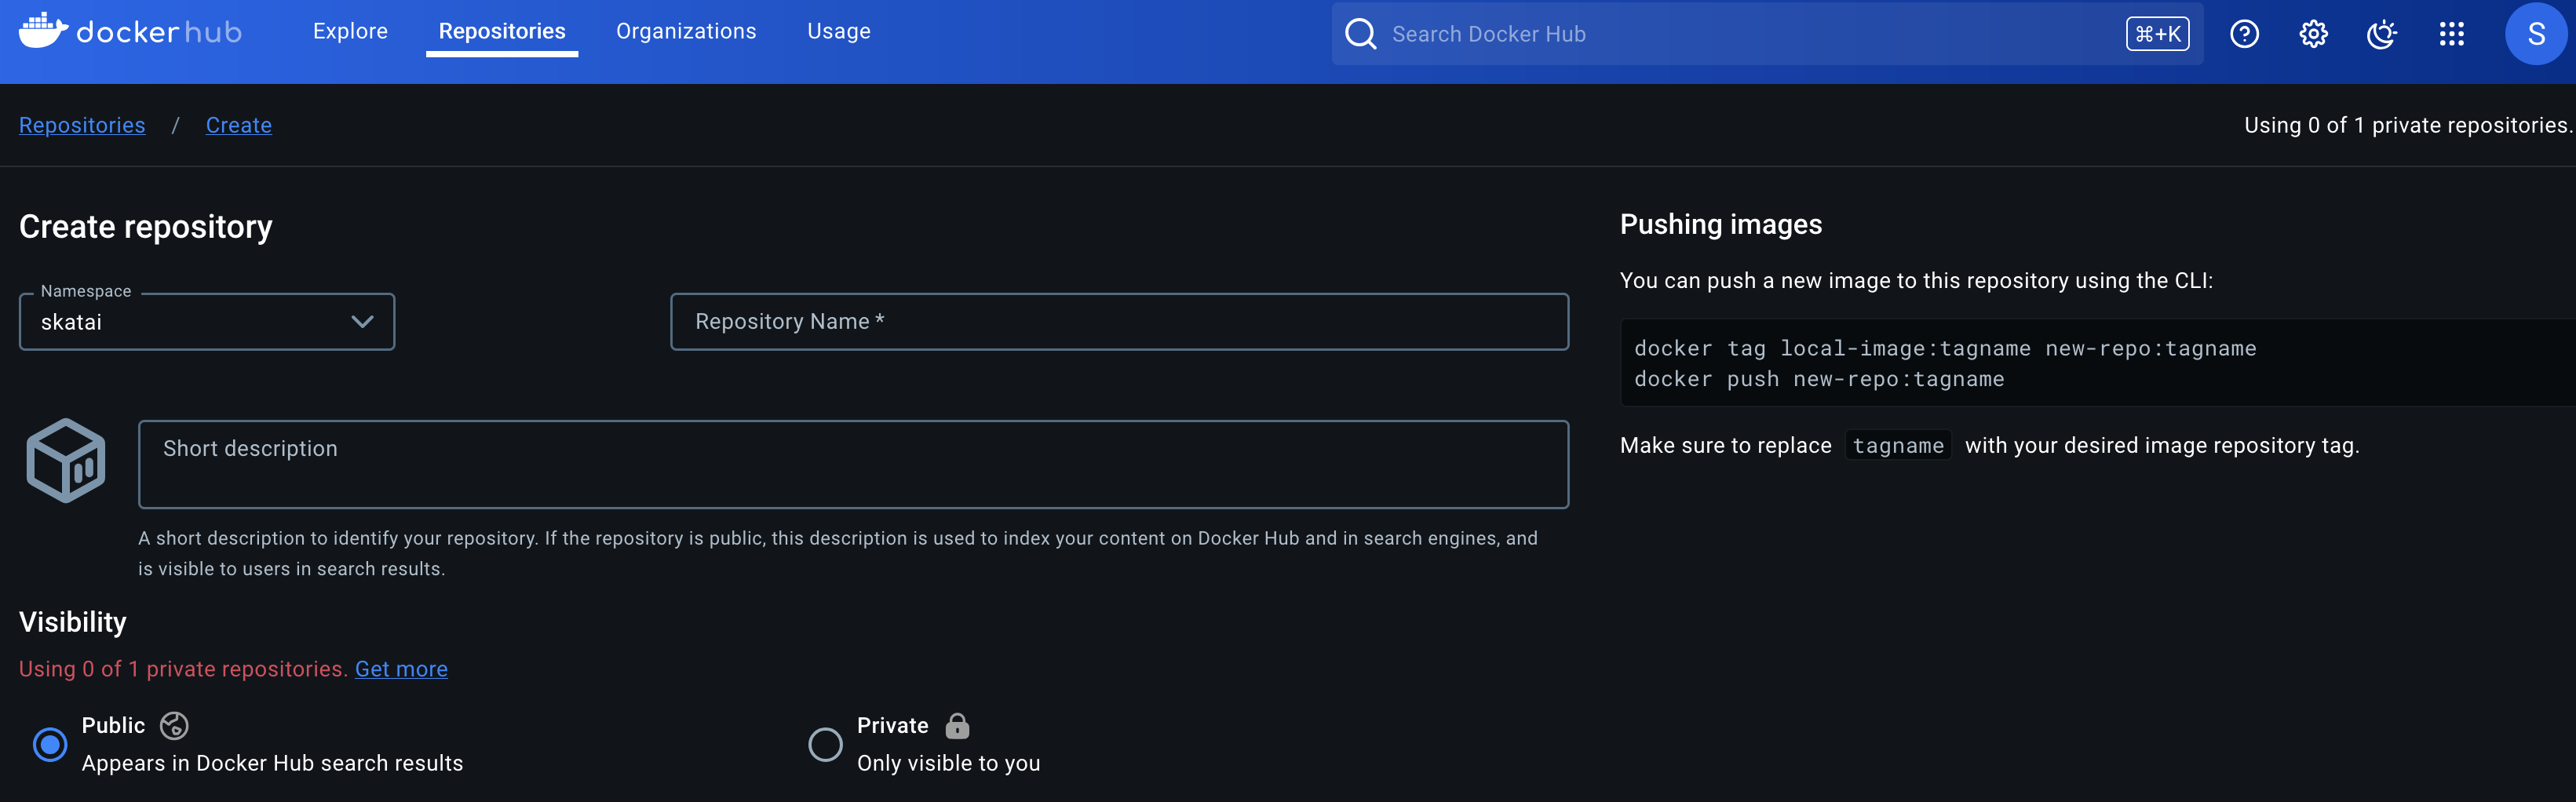 dockerhub
Explore
Repositories
Organizations
Usage
Search Docker Hub
⌘+K
S
Repositories / Create
Using 0 of 1 private repositories.
Create repository
Namespace
skatai
Repository Name *
Short description
A short description to identify your repository. If the repository is public, this description is used to index your content on Docker Hub and in search engines, and
is visible to users in search results.
Visibility
Using 0 of 1 private repositories. Get more
Public
Appears in Docker Hub search results
Private
Only visible to you
Pushing images
You can push a new image to this repository using the CLI:
docker tag local-image:tagname new-repo:tagname
docker push new-repo:tagname
Make sure to replace tagname with your desired image repository tag.